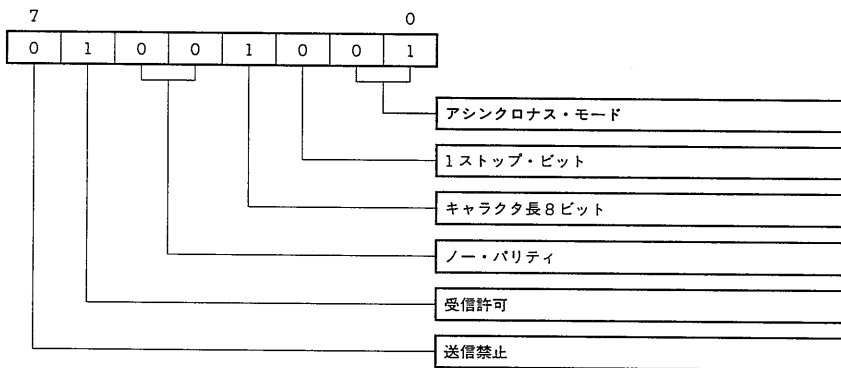 7 0
0 1 0 0 1 0 0 1
アシンクロナス・モード
1ストップ・ビット
キャラクタ長8ビット
ノー・パリティ
受信許可
送信禁止